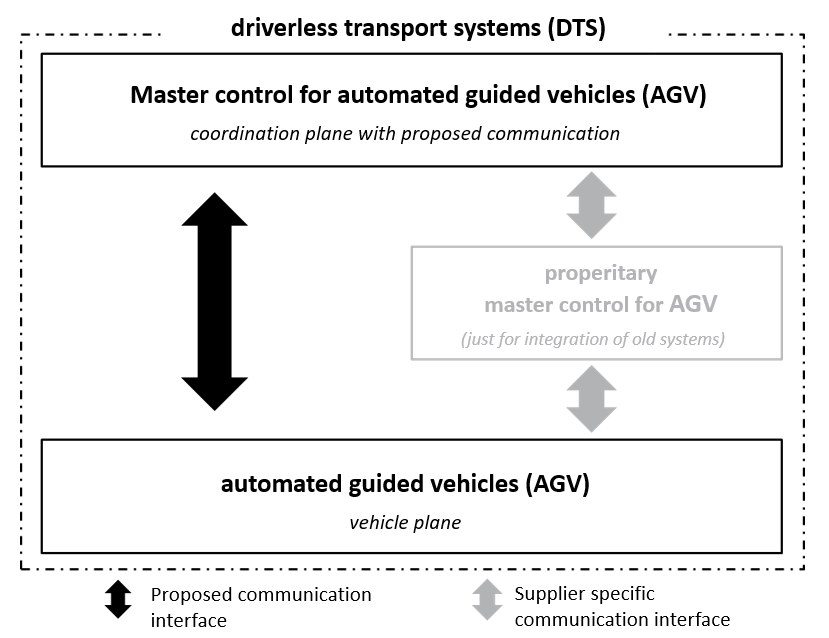 driverless transport systems (DTS)
Master control for automated guided vehicles (AGV)
coordination plane with proposed communication
properitary
master control for AGV
(just for integration of old systems)
automated guided vehicles (AGV)
vehicle plane
Proposed communication
interface
Supplier specific
communication interface